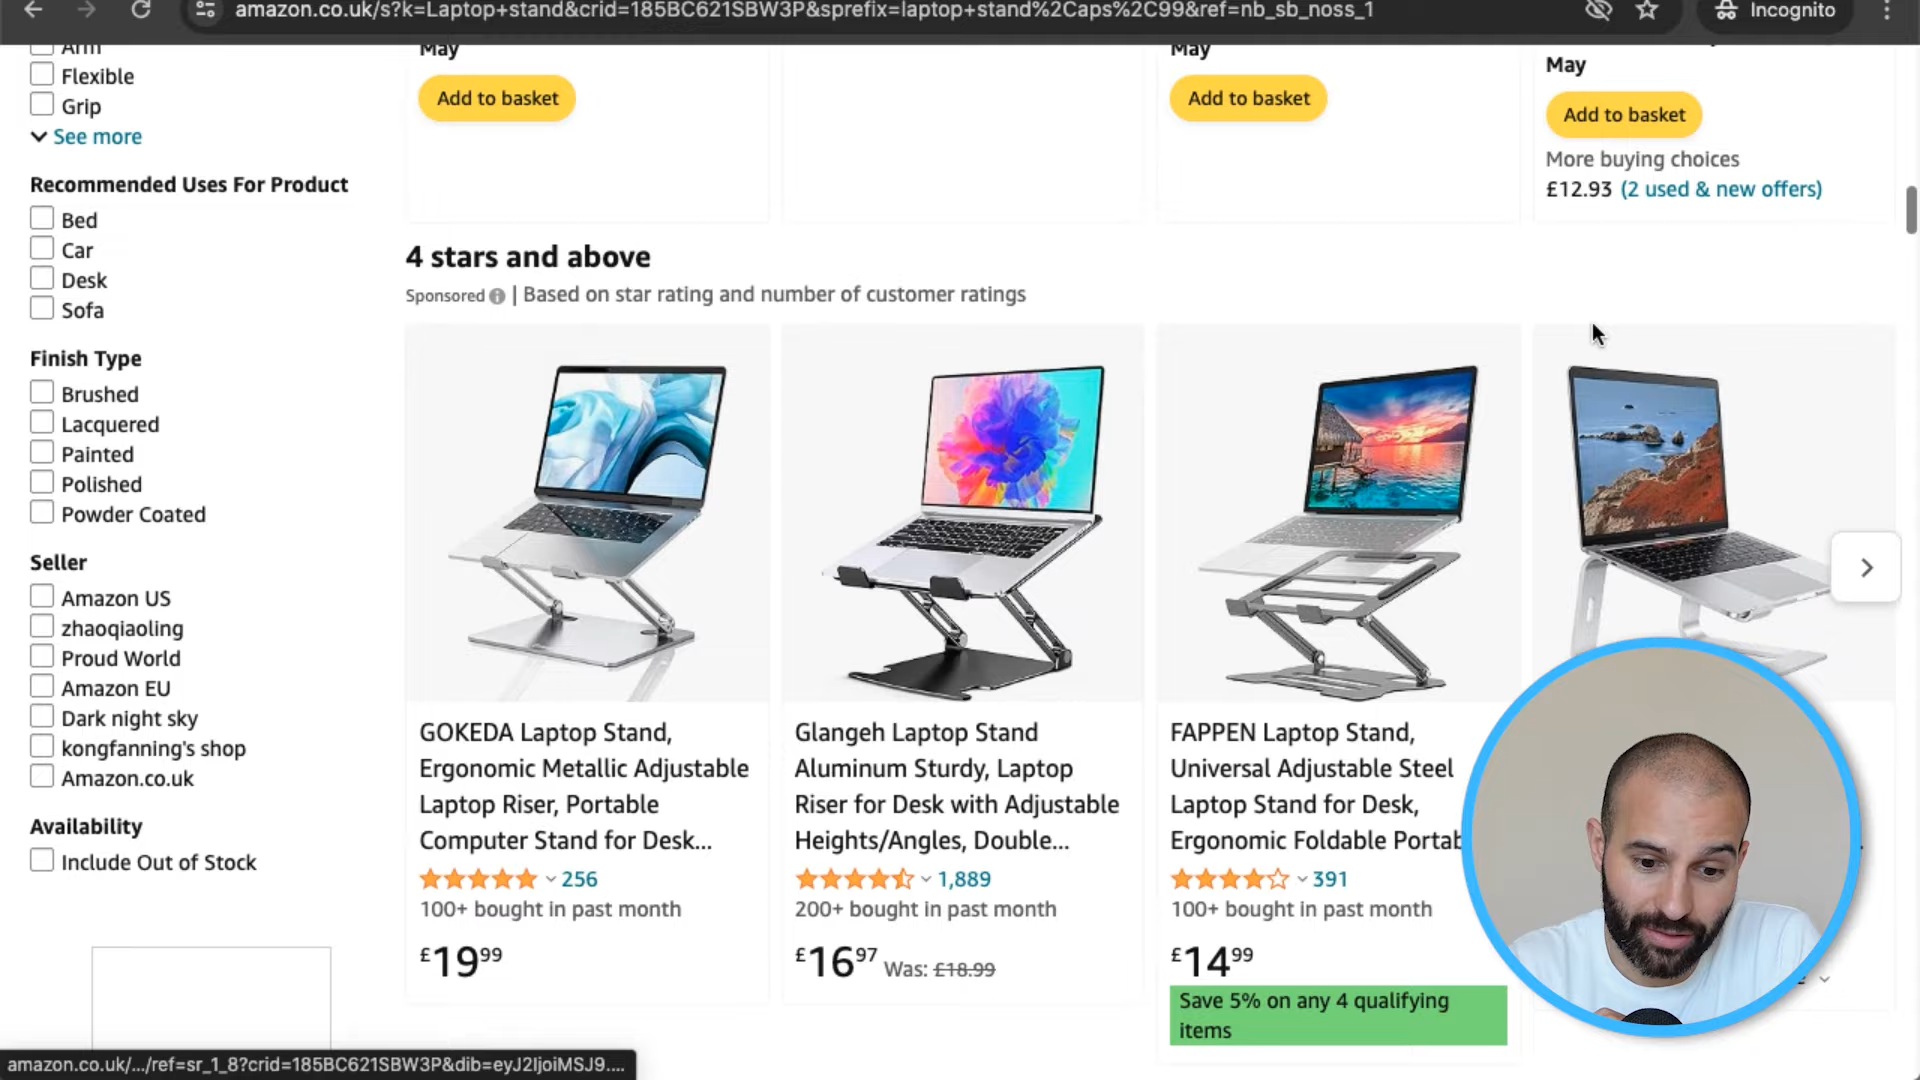 amazon.co.uk/s?k=Laptop+stand&crid=185BC621SBW3P&sprefix=laptop+stand%2Caps%2C99&ref=nb_sb_noss_1
Incognito
Arm
Flexible
Grip
See more
Recommended Uses For Product
Bed
Car
Desk
Sofa
Finish Type
Brushed
Lacquered
Painted
Polished
Powder Coated
Seller
Amazon US
zhaoqiaoling
Proud World
Amazon EU
Dark night sky
kongfanning's shop
Amazon.co.uk
Availability
Include Out of Stock
May
Add to basket
May
Add to basket
May
Add to basket
More buying choices
£12.93 (2 used & new offers)
4 stars and above
Sponsored | Based on star rating and number of customer ratings
GOKEDA Laptop Stand,
Ergonomic Metallic Adjustable
Laptop Riser, Portable
Computer Stand for Desk...
256
100+ bought in past month
£19.99
Glangeh Laptop Stand
Aluminum Sturdy, Laptop
Riser for Desk with Adjustable
Heights/Angles, Double...
1,889
200+ bought in past month
£16.97 Was: £18.99
FAPPEN Laptop Stand,
Universal Adjustable Steel
Laptop Stand for Desk,
Ergonomic Foldable Portab
391
100+ bought in past month
£14.99
Save 5% on any 4 qualifying
items
amazon.co.uk/.../ref=sr_1_8?crid=185BC621SBW3P&dib=eyJ2IjoiMSJ9....